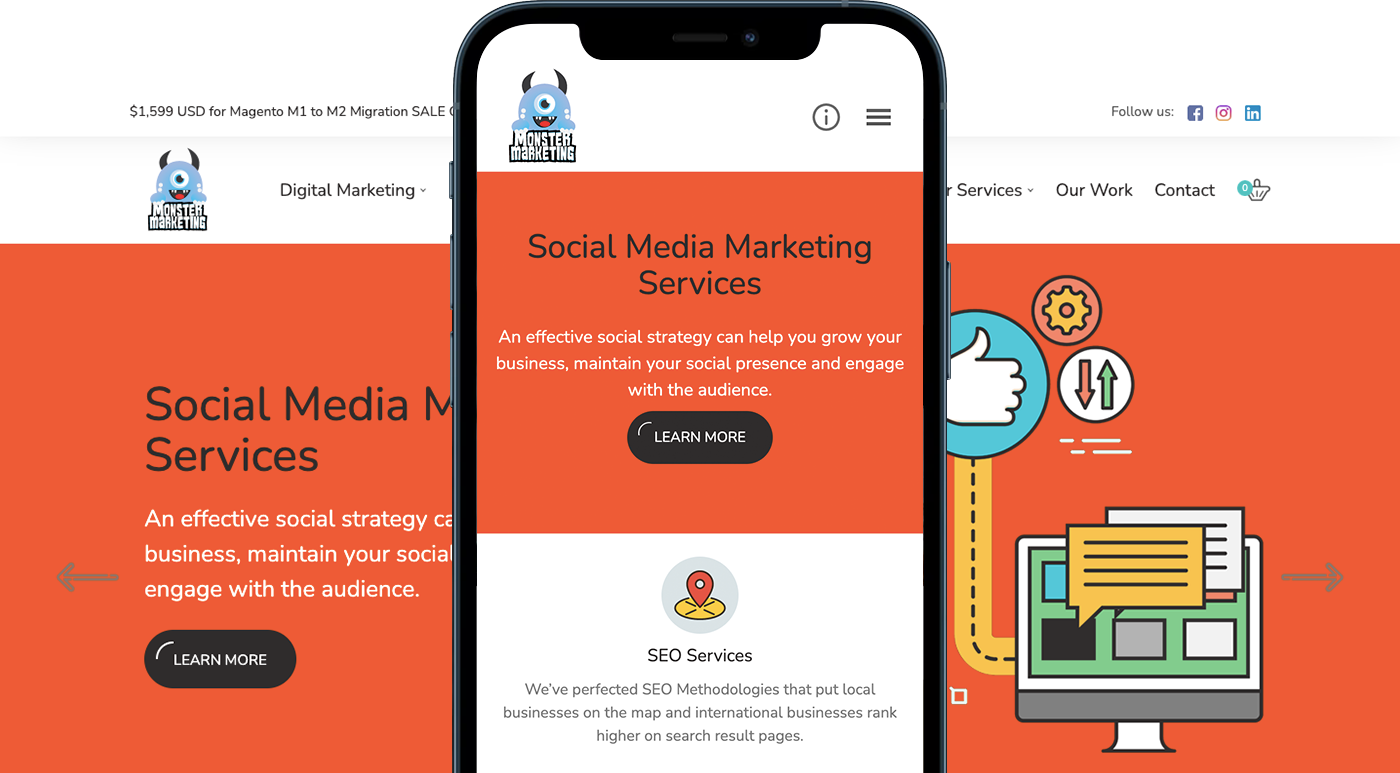 $1,599 USD for Magento M1 to M2 Migration SALE
Follow us:
MONSTER
MARKETING
Digital Marketing
Services
Our Work
Contact
0
Social Media
Services
An effective social strategy
business, maintain your social
engage with the audience.
LEARN MORE
MONSTER
MARKETING
Social Media Marketing
Services
An effective social strategy can help you grow your
business, maintain your social presence and engage
with the audience.
LEARN MORE
SEO Services
We’ve perfected SEO Methodologies that put local
businesses on the map and international businesses rank
higher on search result pages.